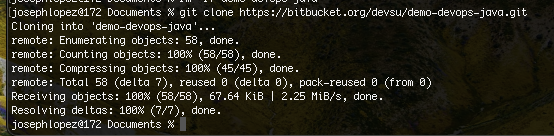 josephlopez@172 Documents % git clone https://bitbucket.org/devsu/demo-devops-java.git
Cloning into 'demo-devops-java'...
remote: Enumerating objects: 58, done.
remote: Counting objects: 100% (58/58), done.
remote: Compressing objects: 100% (45/45), done.
remote: Total 58 (delta 7), reused 0 (delta 0), pack-reused 0 (from 0)
Receiving objects: 100% (58/58), 67.64 KiB | 2.25 MiB/s, done.
Resolving deltas: 100% (7/7), done.
josephlopez@172 Documents %